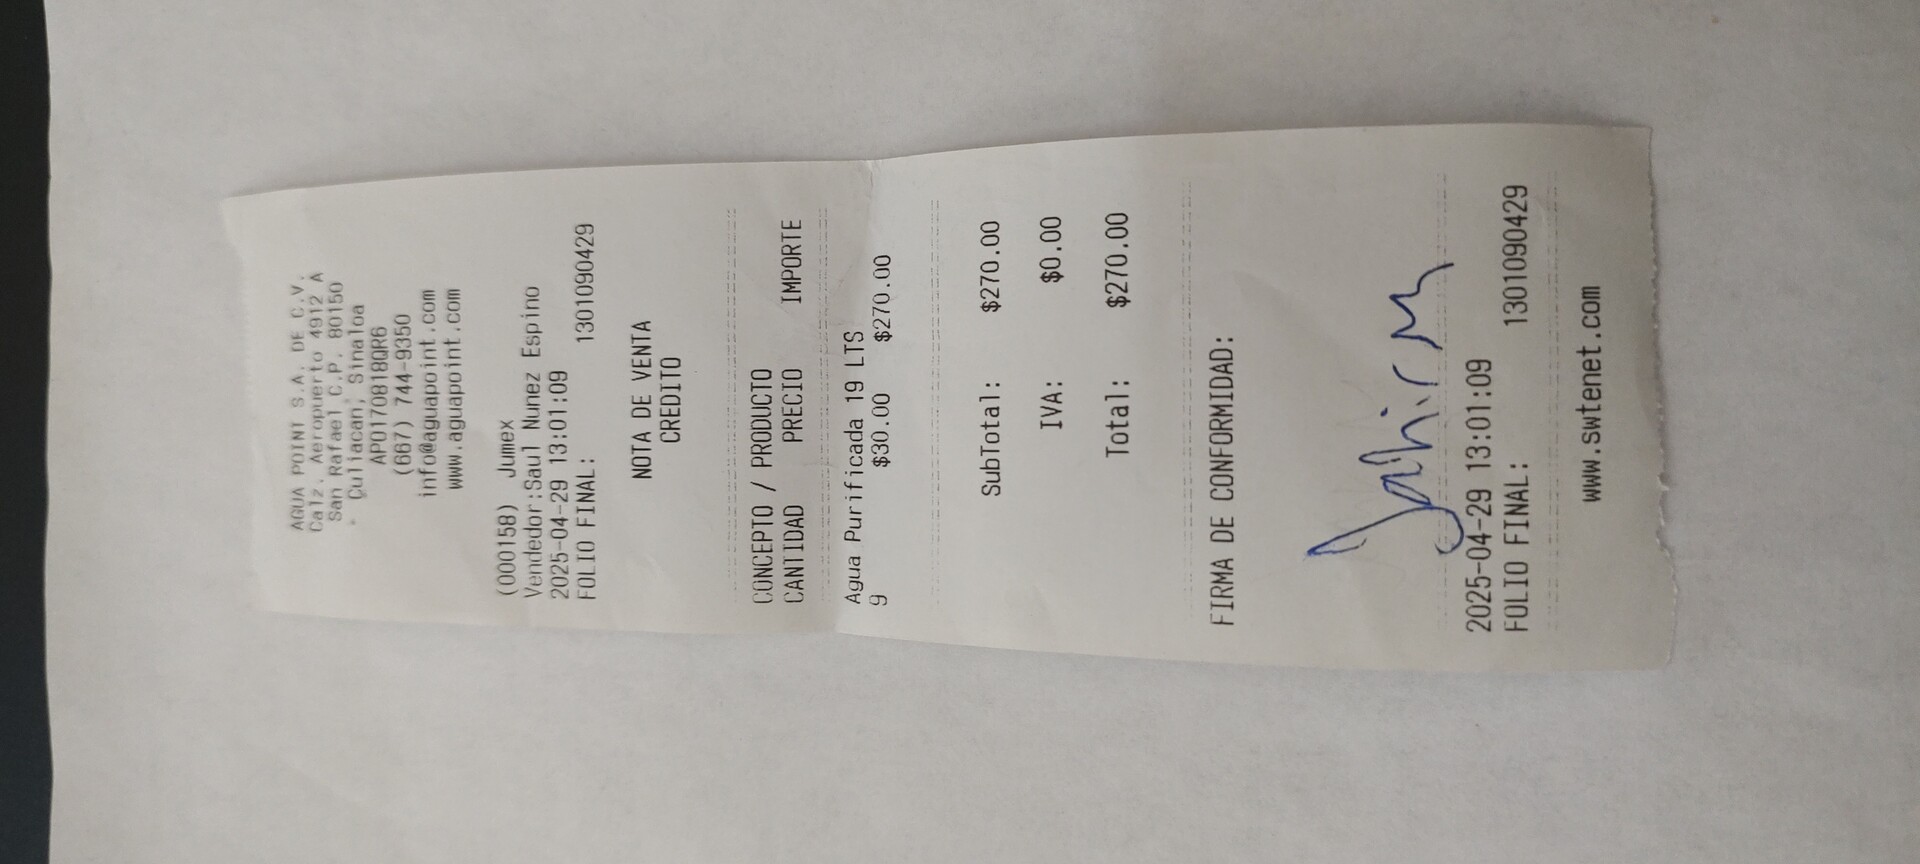 AGUA POINT S.A. DE C.V.
Calz. Aeropuerto 4912 A
San Rafael C.P. 80150
Culiacan, Sinaloa
APO170818QR6
(667) 744-9350
info@aguapoint.com
www.aguapoint.com
(000158) Jumex
Vendedor:Saul Nunez Espino
2025-04-29 13:01:09
FOLIO FINAL: 1301090429
NOTA DE VENTA
CREDITO
CONCEPTO / PRODUCTO
CANTIDAD PRECIO IMPORTE
Agua Purificada 19 LTS
9 $30.00 $270.00
SubTotal: $270.00
IVA: $0.00
Total: $270.00
FIRMA DE CONFORMIDAD:
2025-04-29 13:01:09
FOLIO FINAL: 1301090429
www.swtenet.com